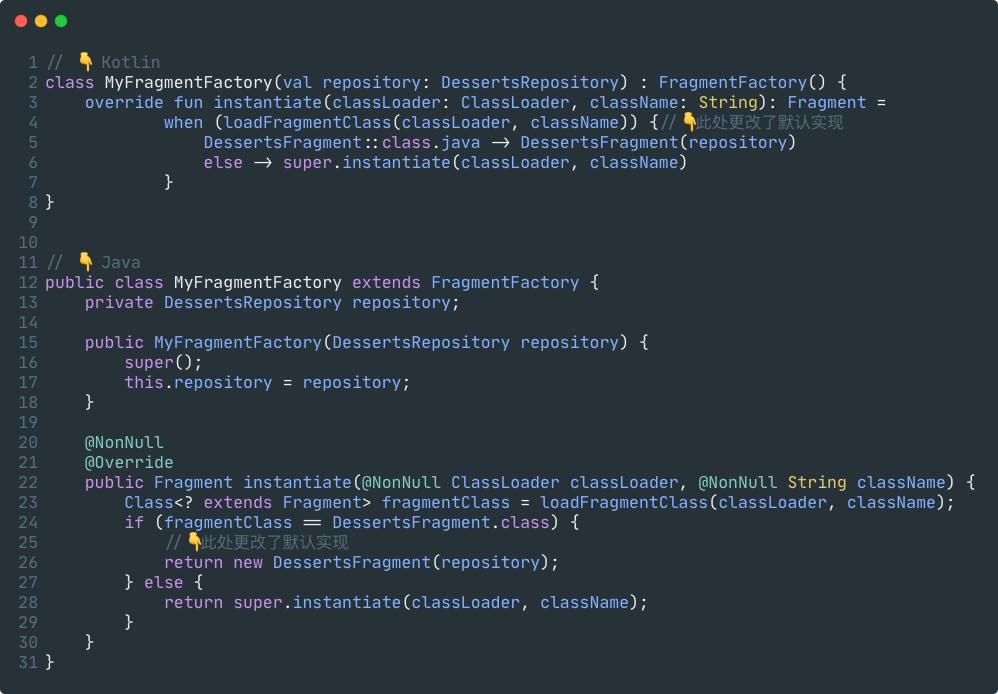 1 // 👇 Kotlin
2 class MyFragmentFactory(val repository: DessertsRepository) : FragmentFactory() {
3     override fun instantiate(classLoader: ClassLoader, className: String): Fragment =
4             when (loadFragmentClass(classLoader, className)) {// 👇此处更改了默认实现
5                 DessertsFragment::class.java -> DessertsFragment(repository)
6                 else -> super.instantiate(classLoader, className)
7             }
8 }
9
10
11 // 👇 Java
12 public class MyFragmentFactory extends FragmentFactory {
13     private DessertsRepository repository;
14
15     public MyFragmentFactory(DessertsRepository repository) {
16         super();
17         this.repository = repository;
18     }
19
20     @NonNull
21     @Override
22     public Fragment instantiate(@NonNull ClassLoader classLoader, @NonNull String className) {
23         Class<? extends Fragment> fragmentClass = loadFragmentClass(classLoader, className);
24         if (fragmentClass == DessertsFragment.class) {
25             // 👇此处更改了默认实现
26             return new DessertsFragment(repository);
27         } else {
28             return super.instantiate(classLoader, className);
29         }
30     }
31 }